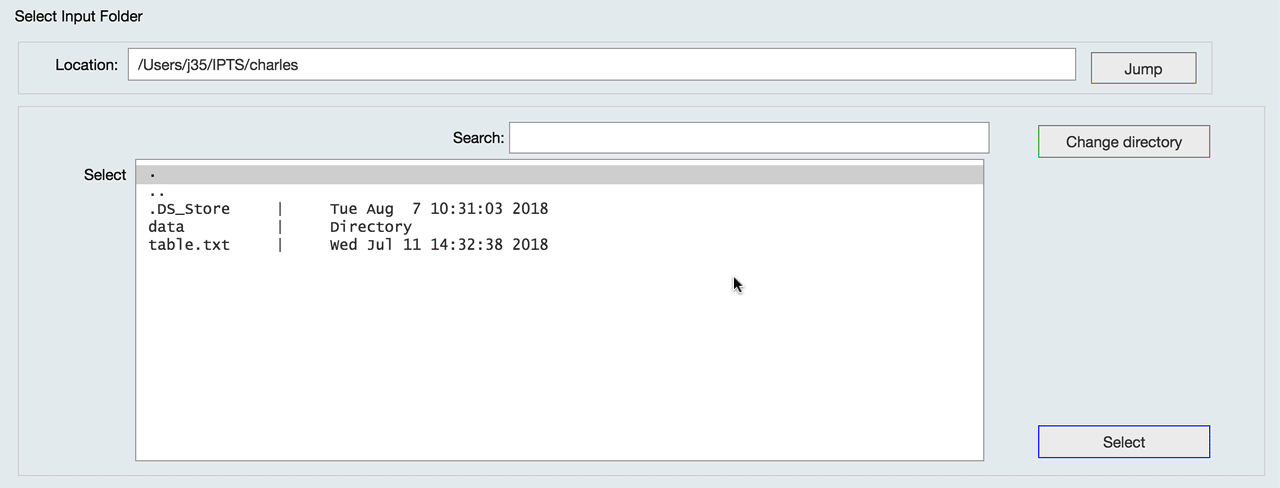 Select Input Folder
Location: /Users/j35/IPTS/charles Jump
Search: Change directory
Select .
..
.DS_Store | Tue Aug  7 10:31:03 2018
data | Directory
table.txt | Wed Jul 11 14:32:38 2018
Select